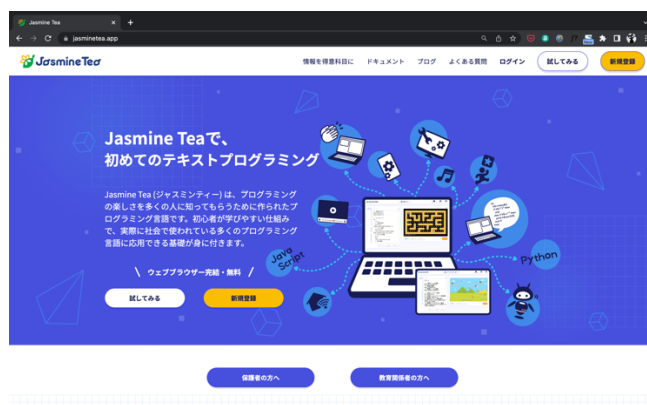 Jasmine Tea
jasminetea.app
JasmineTea
情報を得意科目に ドキュメント ブログ よくある質問 ログイン 試してみる 新規登録
Jasmine Teaで、
初めてのテキストプログラミング
Jasmine Tea (ジャスミンティー) は、プログラミング
の楽しさを多くの人に知ってもらうために作られたプ
ログラミング言語です。初心者が学びやすい仕組み
で、実際に社会で使われている多くのプログラミング
言語に応用できる基礎が身に付きます。
\ ウェブブラウザー完結・無料 /
試してみる 新規登録
Java
Script
Python
保護者の方へ 教育関係者の方へ